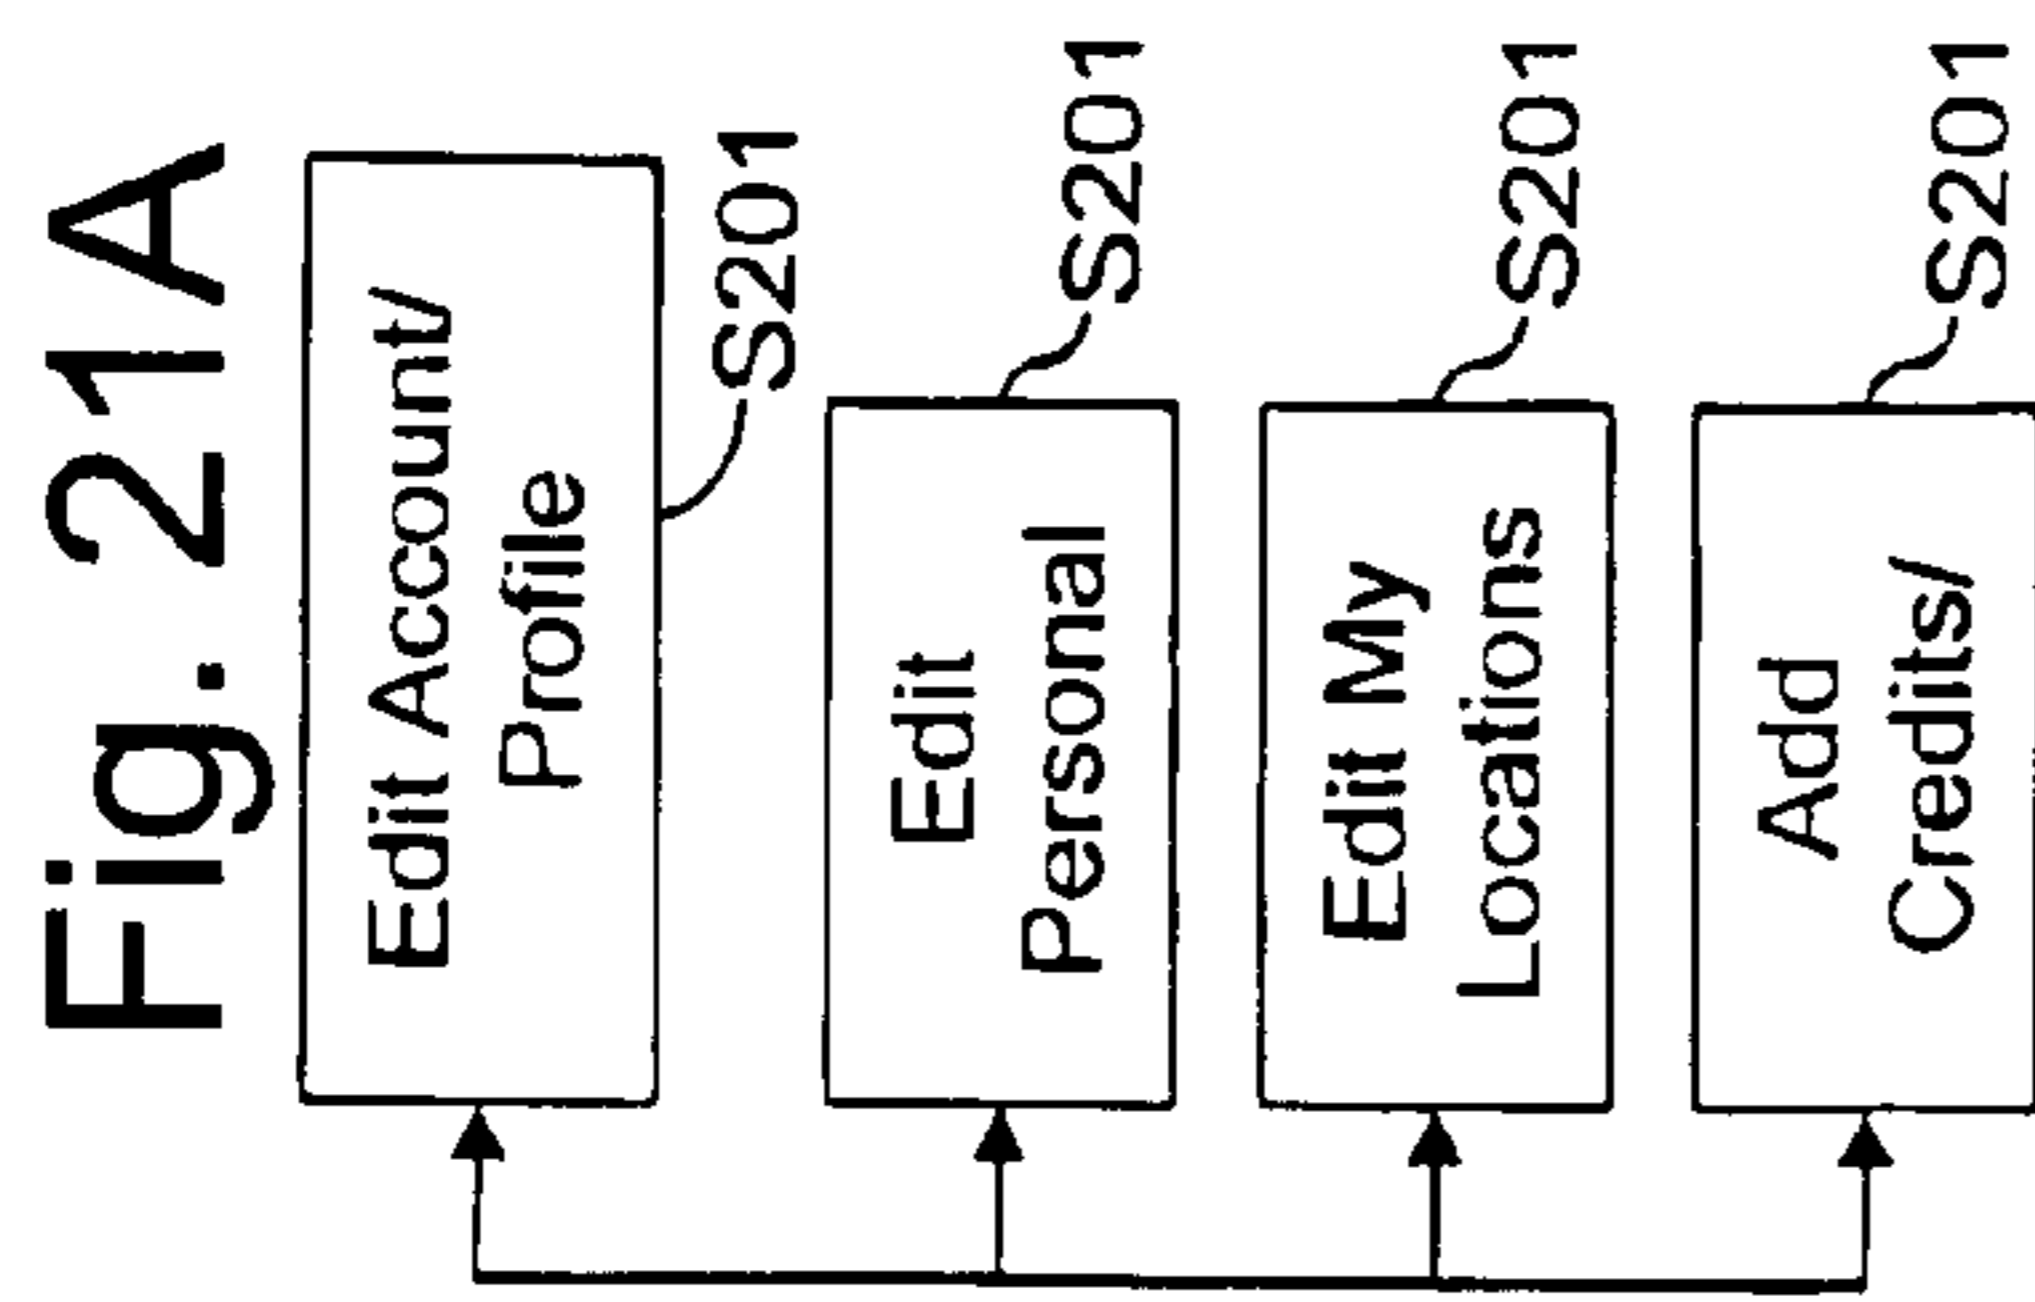 Fig. 21A
Edit Account/
Profile
S201
Edit
Personal
S201
Edit My
Locations
S201
Add
Credits/
S201